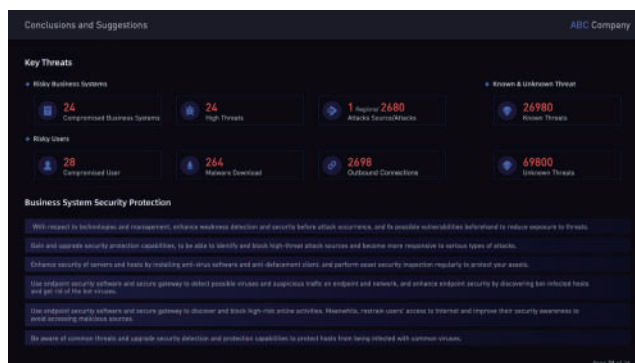 Conclusions and Suggestions
ABC Company
Key Threats
Risky Business Systems
Known & Unknown Threat
24
Compromised Business Systems
24
High Threats
1 Regions/ 2680
Attacks Source/Attacks
26980
Known Threats
Risky Users
28
Compromised User
264
Malware Download
2698
Outbound Connections
69800
Unknown Threats
Business System Security Protection
With respect to technologies and management, enhance weakness detection and security before attack occurrence, and fix possible vulnerabilities beforehand to reduce exposure to threats.
Gain and upgrade security protection capabilities, to be able to identify and block high-threat attack sources and become more responsive to various types of attacks.
Enhance security of servers and hosts by installing anti-virus software and anti-defacement client, and perform asset security inspection regularly to protect your assets.
Use endpoint security software and secure gateway to detect possible viruses and suspicious traffic on endpoint and network, and enhance endpoint security by discovering bot infected hosts
and get rid of the bot viruses.
Use endpoint security software and secure gateway to discover and block high-risk online activities. Meanwhile, restrain users' access to Internet and improve their security awareness to
avoid accessing malicious sources.
Be aware of common threats and upgrade security detection and protection capabilities to protect hosts from being infected with common viruses.